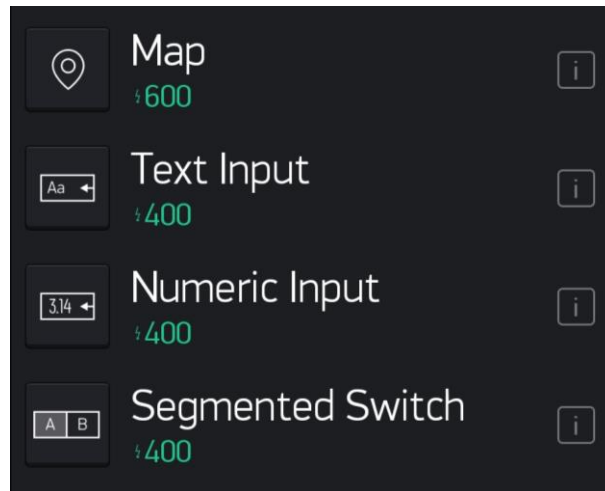 Map
600
i
Aa
Text Input
400
i
3.14
Numeric Input
400
i
A B
Segmented Switch
400
i